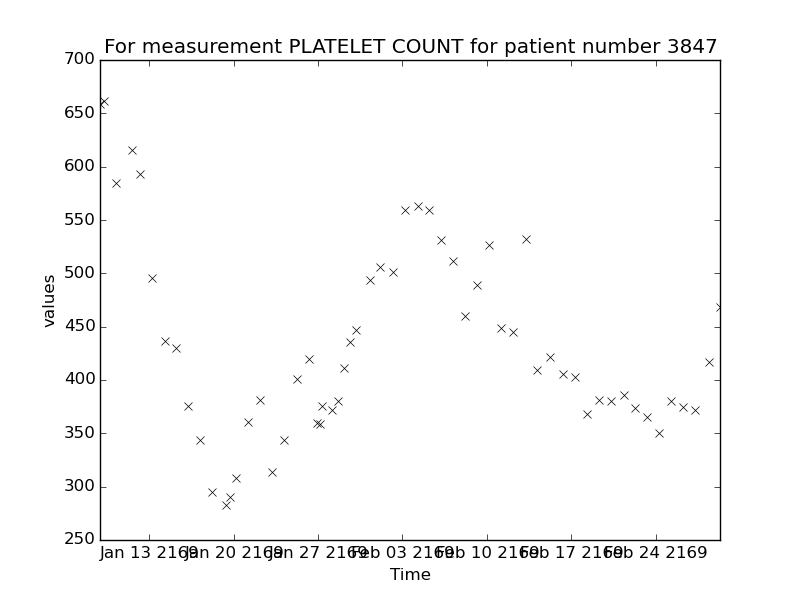 For measurement PLATELET COUNT for patient number 3847
700
650
600
550
500
450
400
350
300
250
values
Jan 13 2169 Jan 20 2169 Jan 27 2169 Feb 03 2169 Feb 10 2169 Feb 17 2169 Feb 24 2169
Time